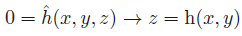 0 = ĥ(x, y, z) → z = h(x, y)